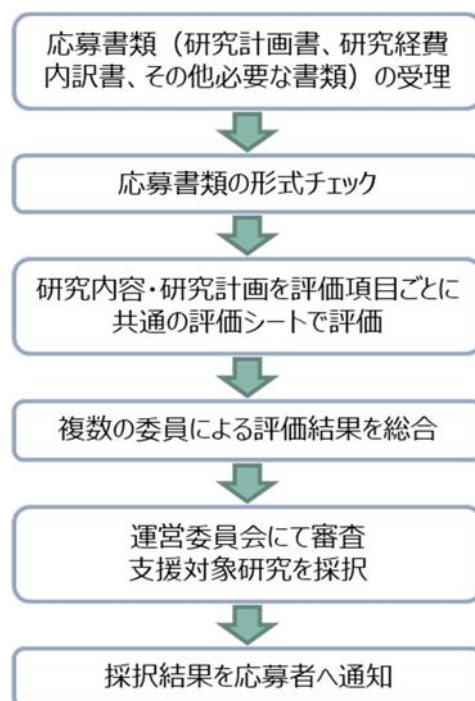 応募書類（研究計画書、研究経費
内訳書、その他必要な書類）の受理
応募書類の形式チェック
研究内容・研究計画を評価項目ごとに
共通の評価シートで評価
複数の委員による評価結果を総合
運営委員会にて審査
支援対象研究を採択
採択結果を応募者へ通知